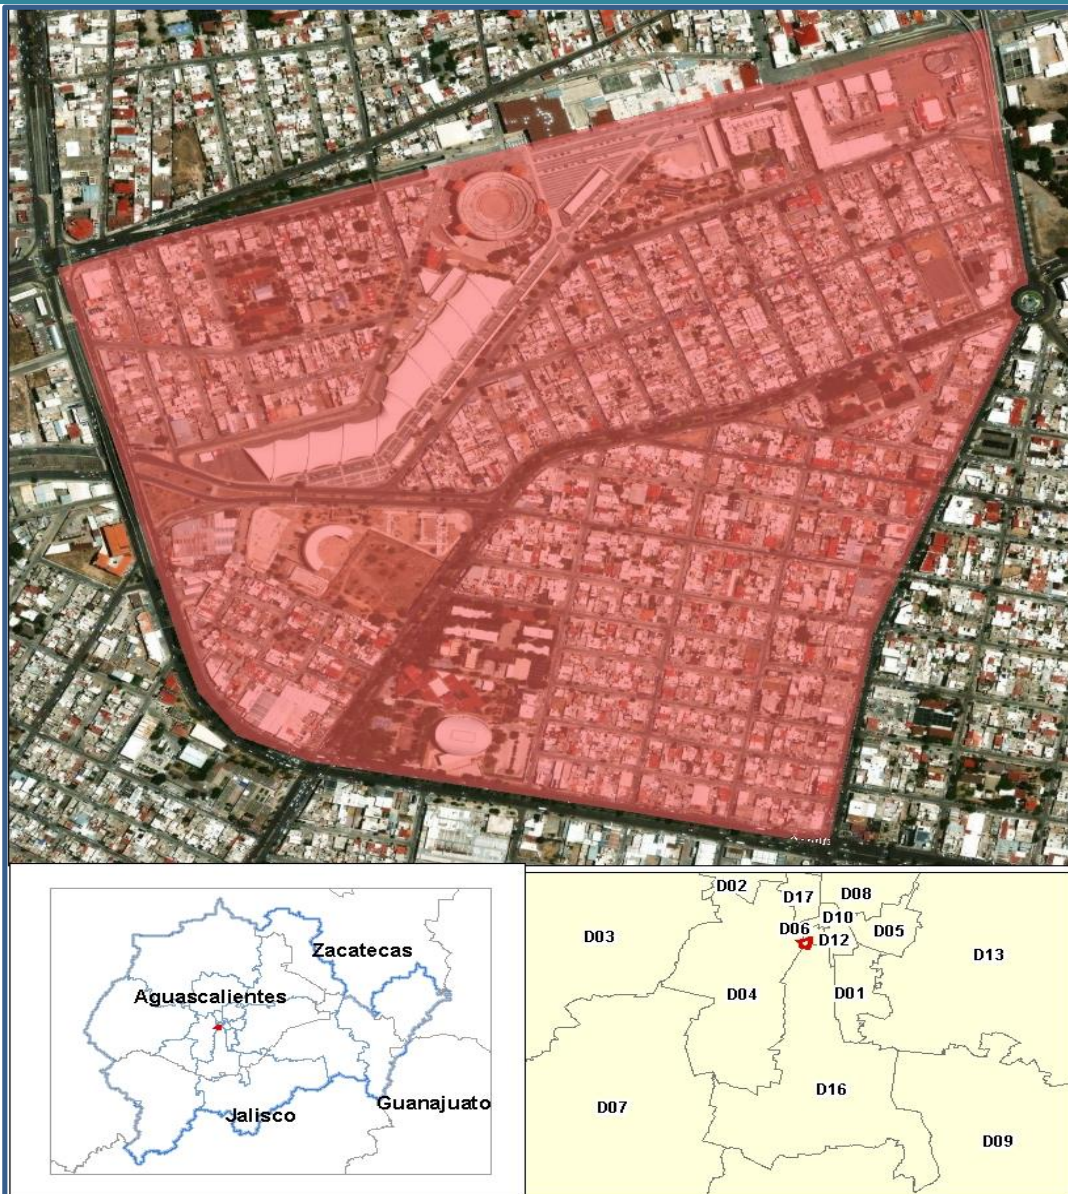 Zacatecas
Aguascalientes
Jalisco
Guanajuato
D02
D17
D08
D03
D06
D10
D05
D12
D13
D04
D01
D07
D16
D09